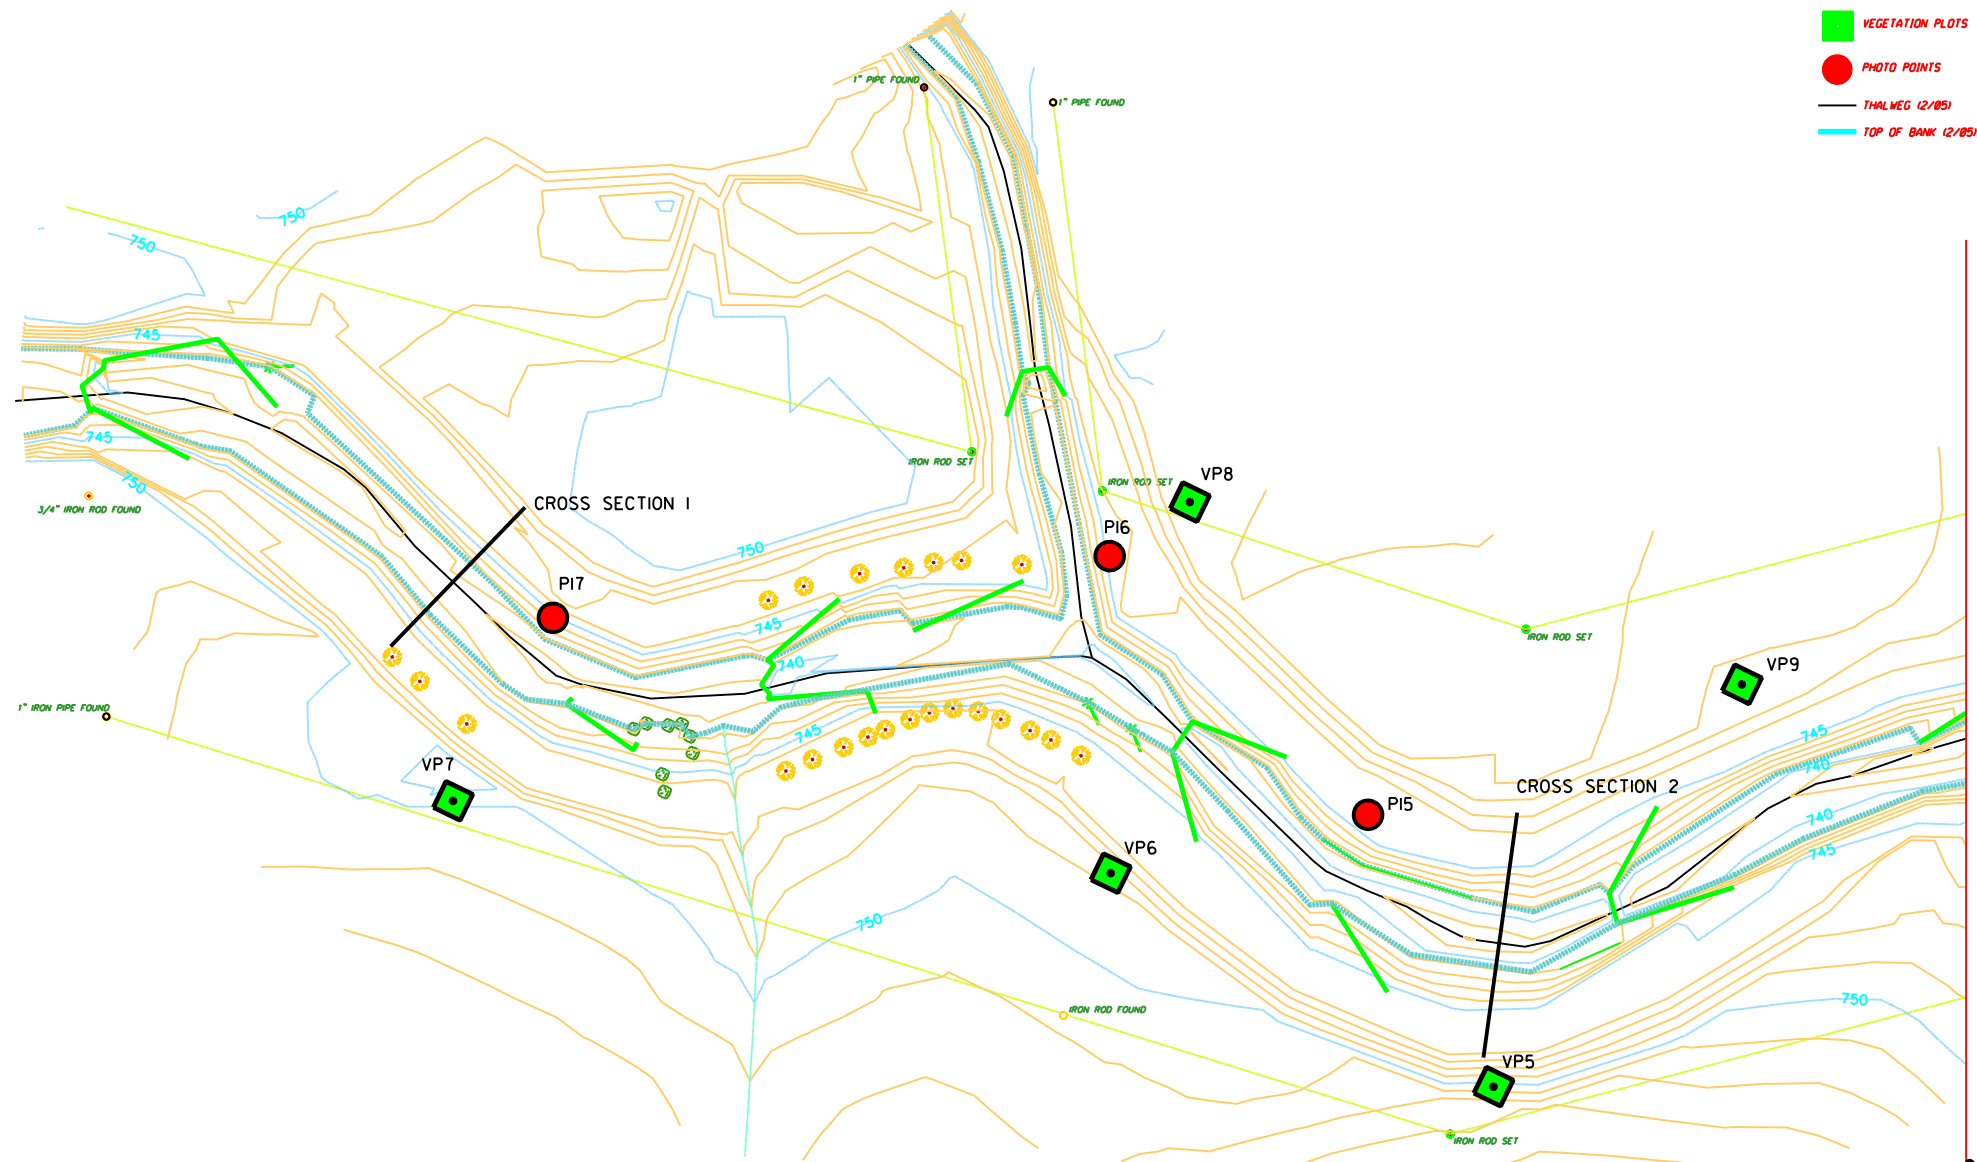 VEGETATION PLOTS
PHOTO POINTS
THALWEG (2/05)
TOP OF BANK (2/05)
1" PIPE FOUND
1" PIPE FOUND
750
750
745
IRON ROD SET
745
750
3/4" IRON ROD FOUND
CROSS SECTION 1
750
IRON ROD SET
VP8
P16
P17
745
740
IRON ROD SET
VP9
1" IRON PIPE FOUND
745
745
740
VP7
CROSS SECTION 2
P15
740
VP6
745
750
750
IRON ROD FOUND
VP5
IRON ROD SET